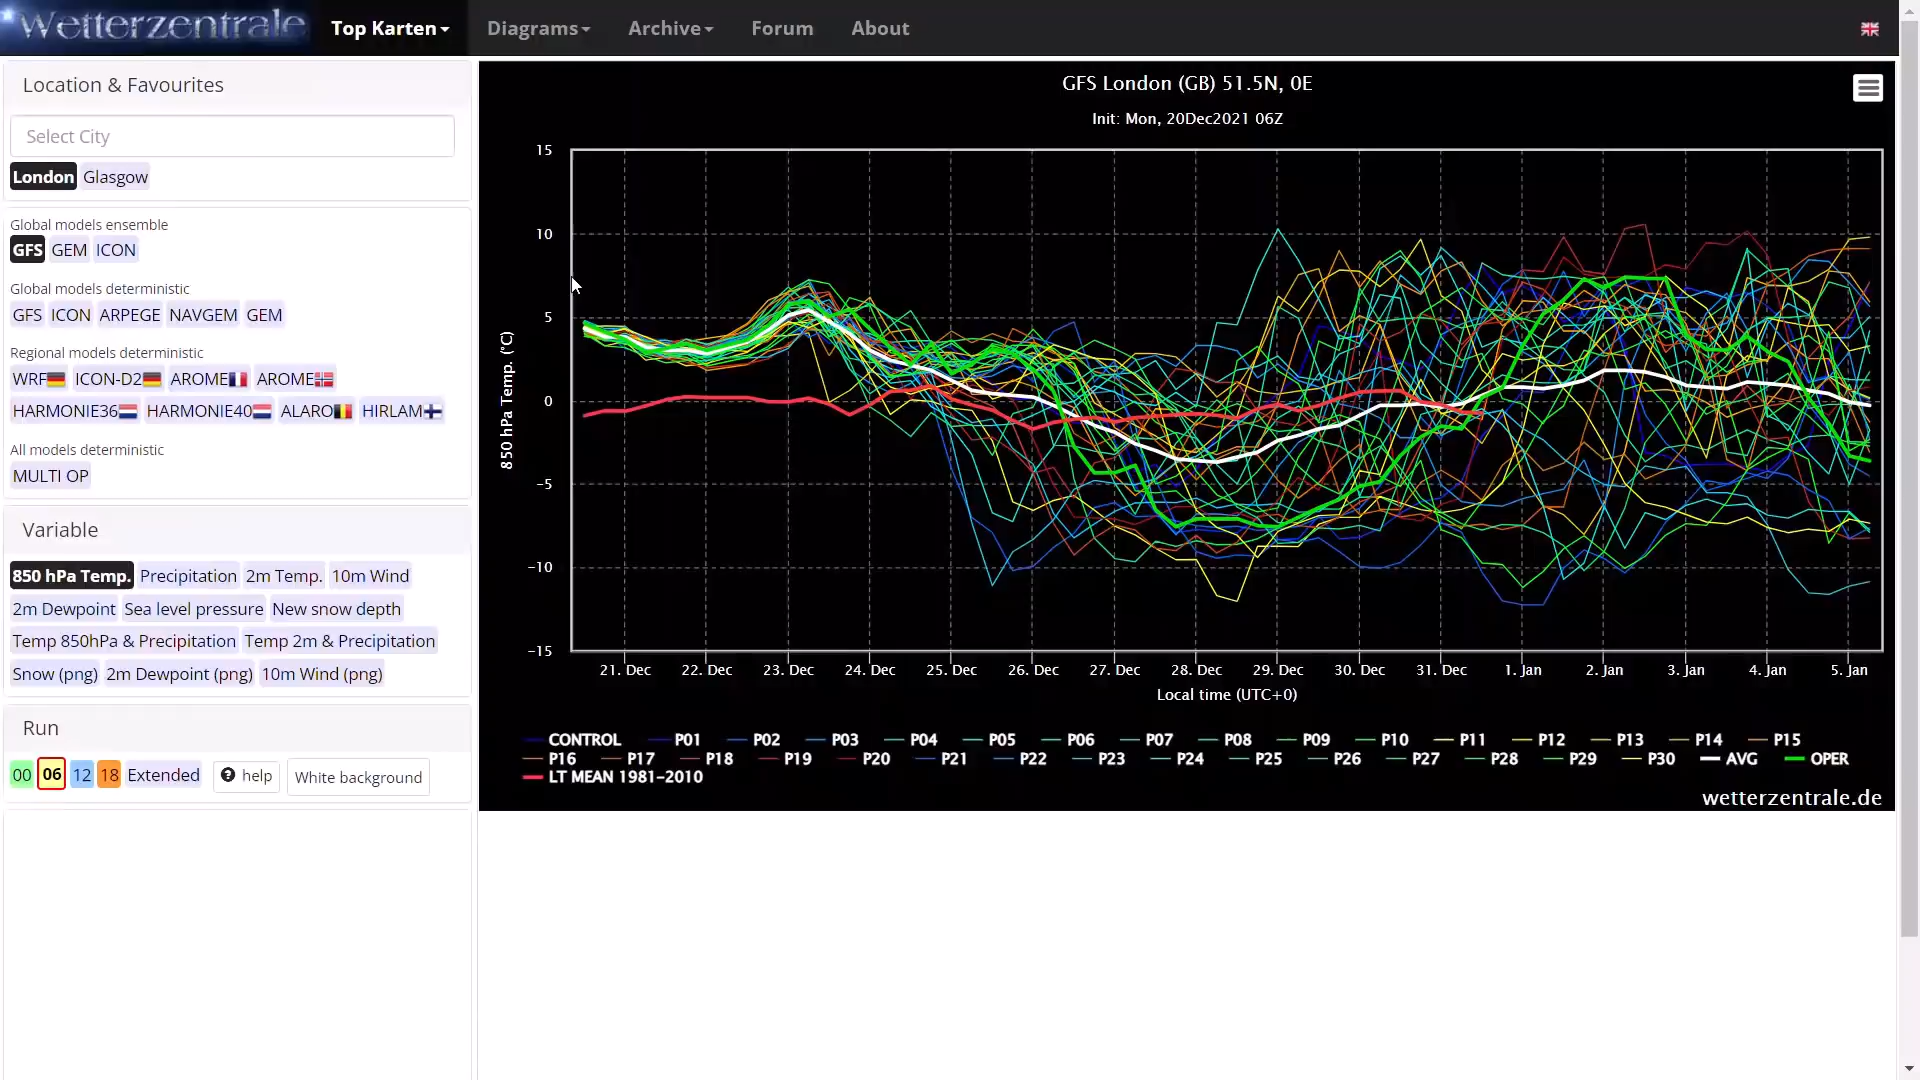 Wetterzentrale
Top Karten
Diagrams
Archive
Forum
About
Location & Favourites
Select City
London Glasgow
Global models ensemble
GFS GEM ICON
Global models deterministic
GFS ICON ARPEGE NAVGEM GEM
Regional models deterministic
WRF ICON-D2 AROME AROME
HARMONIE36 HARMONIE40 ALARO HIRLAM
All models deterministic
MULTI OP
Variable
850 hPa Temp. Precipitation 2m Temp. 10m Wind
2m Dewpoint Sea level pressure New snow depth
Temp 850hPa & Precipitation Temp 2m & Precipitation
Snow (png) 2m Dewpoint (png) 10m Wind (png)
Run
00 06 12 18 Extended help White background
GFS London (GB) 51.5N, 0E
Init: Mon, 20Dec2021 06Z
850 hPa Temp. (°C)
15
10
5
0
−5
−10
−15
21. Dec 22. Dec 23. Dec 24. Dec 25. Dec 26. Dec 27. Dec 28. Dec 29. Dec 30. Dec 31. Dec 1. Jan 2. Jan 3. Jan 4. Jan 5. Jan
Local time (UTC+0)
CONTROL P01 P02 P03 P04 P05 P06 P07 P08 P09 P10 P11 P12 P13 P14 P15
P16 P17 P18 P19 P20 P21 P22 P23 P24 P25 P26 P27 P28 P29 P30 AVG OPER
LT MEAN 1981-2010
wetterzentrale.de